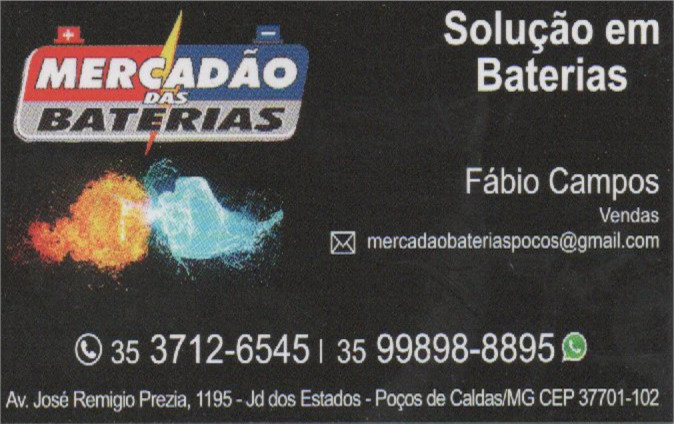 MERCADÃO
DAS
BATERIAS
Solução em
Baterias
Fábio Campos
Vendas
mercadaobateriaspocos@gmail.com
35 3712-6545 | 35 99898-8895
Av. José Remigio Prezia, 1195 - Jd dos Estados - Poços de Caldas/MG CEP 37701-102